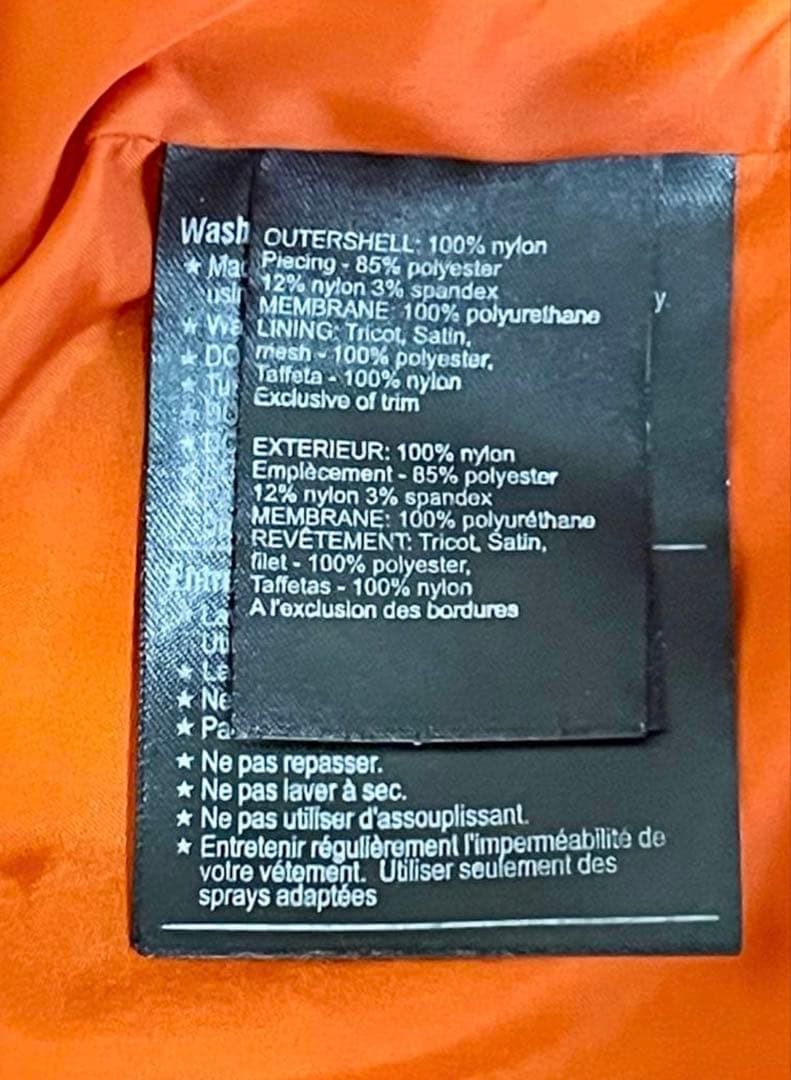 Wash
OUTERSHELL: 100% nylon
Piecing - 85% polyester
12% nylon 3% spandex
MEMBRANE: 100% polyurethane
LINING: Tricot, Satin,
mesh - 100% polyester,
Taffeta - 100% nylon
Exclusive of trim
y.
EXTERIEUR: 100% nylon
Emplècement - 85% polyester
12% nylon 3% spandex
MEMBRANE: 100% polyuréthane
REVÊTEMENT: Tricot, Satin,
filet - 100% polyester,
Taffetas - 100% nylon
A l'exclusion des bordures
★ Ne
★ Pa
★ Ne pas repasser.
★ Ne pas laver à sec.
★ Ne pas utiliser d'assouplissant.
★ Entretenir régulièrement l'imperméabilité de
votre vétement. Utiliser seulement des
sprays adaptées